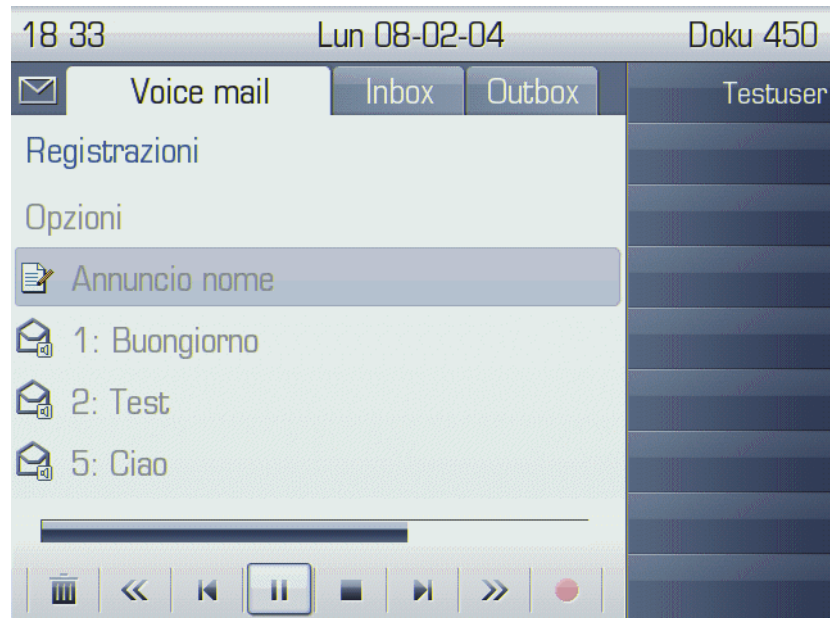 18 33 Lun 08-02-04 Doku 450
Voice mail Inbox Outbox Testuser
Registrazioni
Opzioni
Annuncio nome
1: Buongiorno
2: Test
5: Ciao